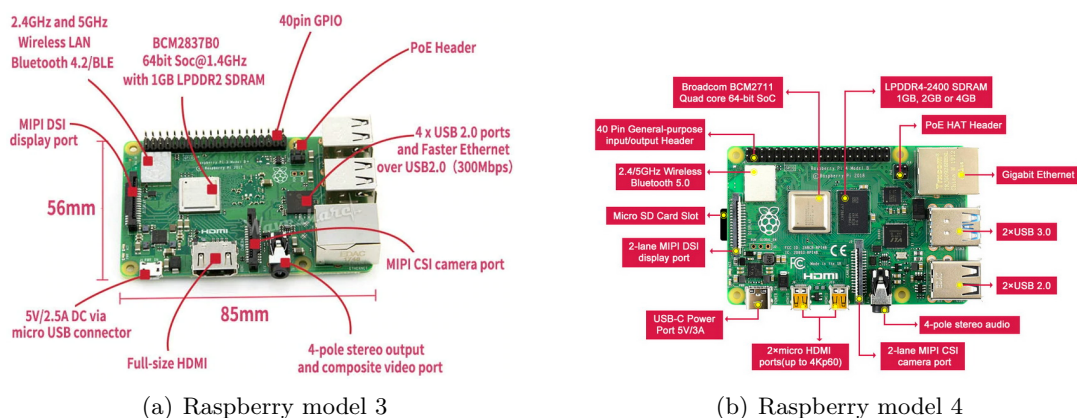 2.4GHz and 5GHz
Wireless LAN
Bluetooth 4.2/BLE
BCM2837B0
64bit Soc@1.4GHz
with 1GB LPDDR2 SDRAM
40pin GPIO
PoE Header
MIPI DSI
display port
4 x USB 2.0 ports
and Faster Ethernet
over USB2.0 (300Mbps)
56mm
HDMI
MIPI CSI camera port
5V/2.5A DC via
micro USB connector
85mm
Full-size HDMI
4-pole stereo output
and composite video port
(a) Raspberry model 3
Broadcom BCM2711
Quad core 64-bit SoC
LPDDR4-2400 SDRAM
1GB, 2GB or 4GB
40 Pin General-purpose
input/output Header
PoE HAT Header
2.4/5GHz Wireless
Bluetooth 5.0
Gigabit Ethernet
Micro SD Card Slot
2×USB 3.0
2-lane MIPI DSI
display port
HDMI
2×USB 2.0
USB-C Power
Port 5V/3A
4-pole stereo audio
2×micro HDMI
ports(up to 4Kp60)
2-lane MIPI CSI
camera port
(b) Raspberry model 4